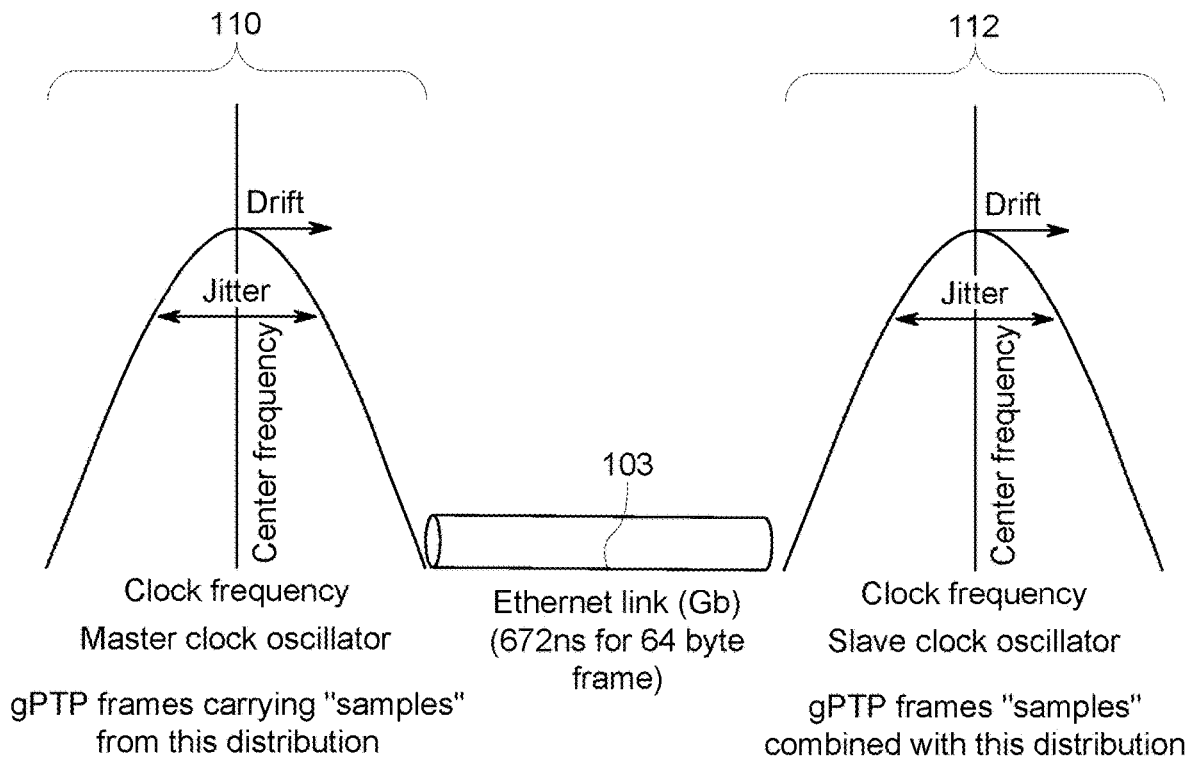 110
112
Drift
Drift
Jitter
Jitter
Center frequency
Center frequency
103
Clock frequency
Master clock oscillator
gPTP frames carrying "samples"
from this distribution
Ethernet link (Gb)
(672ns for 64 byte
frame)
Clock frequency
Slave clock oscillator
gPTP frames "samples"
combined with this distribution